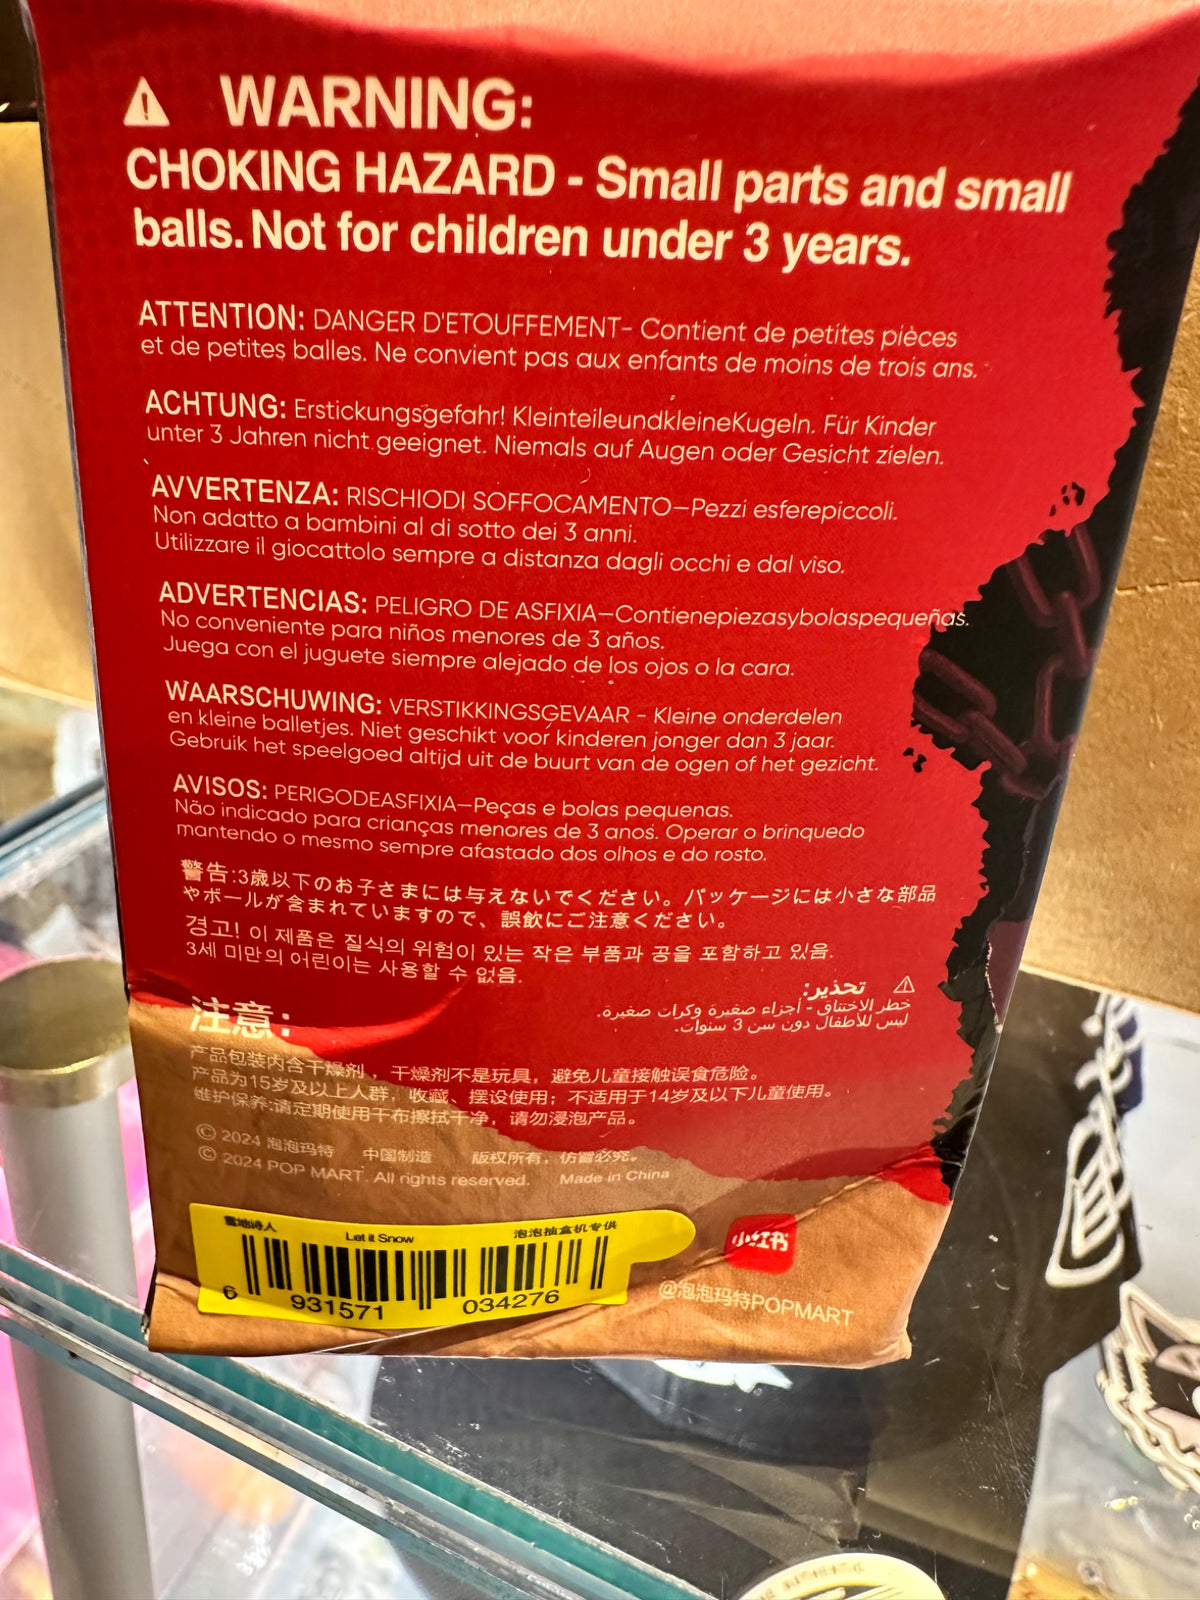 WARNING:
CHOKING HAZARD - Small parts and small
balls. Not for children under 3 years.
ATTENTION: DANGER D'ETOUFFEMENT- Contient de petites pièces
et de petites balles. Ne convient pas aux enfants de moins de trois ans.
ACHTUNG: Erstickungsgefahr! KleinteileundkleineKugeln. Für Kinder
unter 3 Jahren nicht geeignet. Niemals auf Augen oder Gesicht zielen.
AVVERTENZA: RISCHIODI SOFFOCAMENTO—Pezzi esferepiccoli.
Non adatto a bambini al di sotto dei 3 anni.
Utilizzare il giocattolo sempre a distanza dagli occhi e dal viso.
ADVERTENCIAS: PELIGRO DE ASFIXIA—Contienepiezasybolaspequeñas.
No conveniente para niños menores de 3 años.
Juega con el juguete siempre alejado de los ojos o la cara.
WAARSCHUWING: VERSTIKKINGSGEVAAR - Kleine onderdelen
en kleine balletjes. Niet geschikt voor kinderen jonger dan 3 jaar.
Gebruik het speelgoed altijd uit de buurt van de ogen of het gezicht.
AVISOS: PERIGODEASFIXIA—Peças e bolas pequenas.
Não indicado para crianças menores de 3 anos. Operar o brinquedo
mantendo o mesmo sempre afastado dos olhos e do rosto.
警告:3歳以下のお子さまには与えないでください。パッケージには小さな部品
やボールが含まれていますので、誤飲にご注意ください。
경고! 이 제품은 질식의 위험이 있는 작은 부품과 공을 포함하고 있음.
3세 미만의 어린이는 사용할 수 없음.
تحذير:
خطر الاختناق - أجزاء صغيرة وكرات صغيرة.
ليس للأطفال دون سن 3 سنوات.
注意:
产品包装内含干燥剂，干燥剂不是玩具，避免儿童接触误食危险。
产品为15岁及以上人群，收藏、摆设使用；不适用于14岁及以下儿童使用。
维护保养:请定期使用干布擦拭干净，请勿浸泡产品。
© 2024 泡泡玛特 中国制造 版权所有，仿冒必究。
© 2024 POP MART. All rights reserved. Made in China
雪地诗人 Let it Snow 泡泡抽盒机专供
6 931571 034276
小红书
@泡泡玛特POPMART